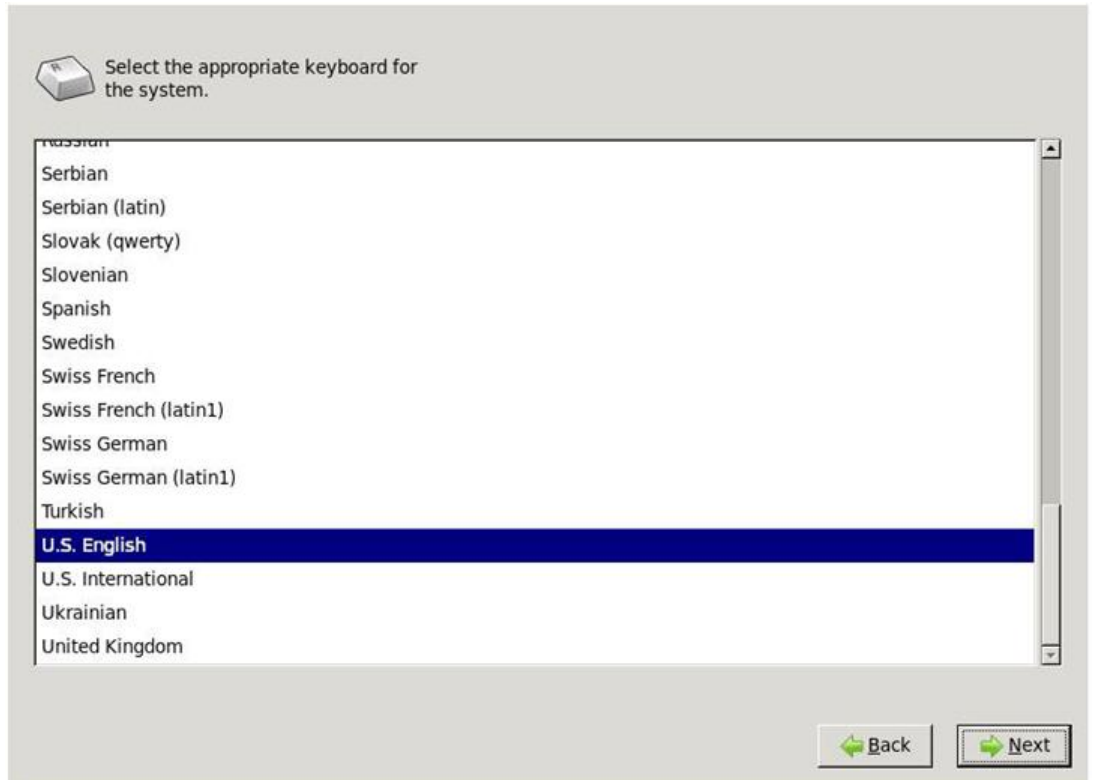 Select the appropriate keyboard for
the system.
Russian
Serbian
Serbian (latin)
Slovak (qwerty)
Slovenian
Spanish
Swedish
Swiss French
Swiss French (latin1)
Swiss German
Swiss German (latin1)
Turkish
U.S. English
U.S. International
Ukrainian
United Kingdom
Back
Next